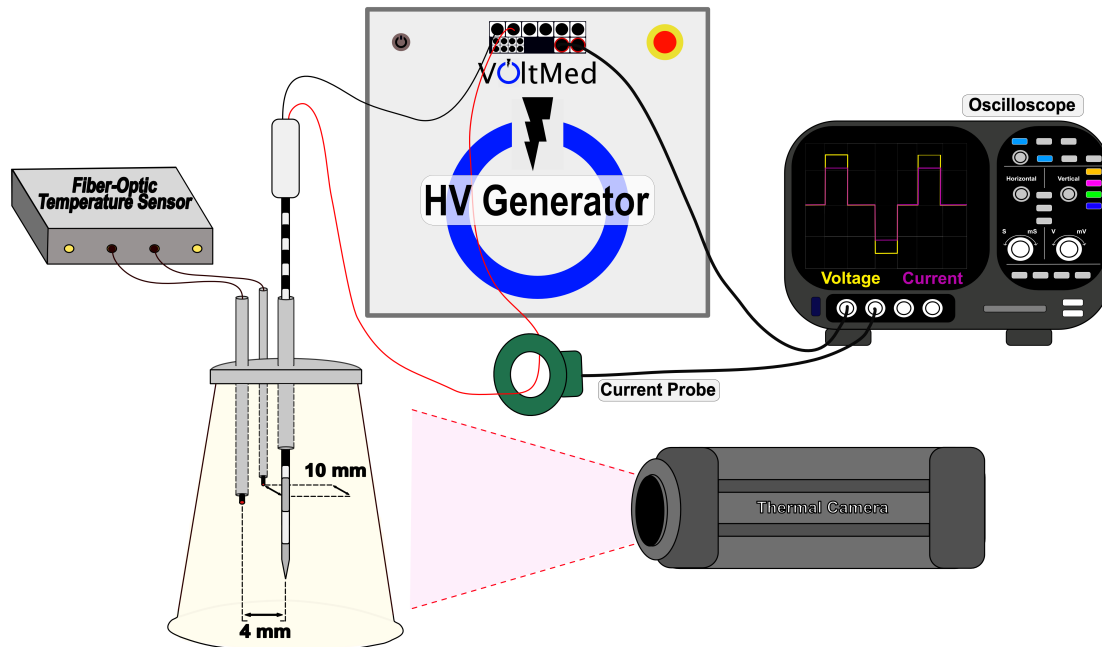 VoltMed
HV Generator
Oscilloscope
Horizontal
Vertical
S
mS
V
mV
Voltage
Current
Fiber-Optic
Temperature Sensor
Current Probe
10 mm
Thermal Camera
4 mm